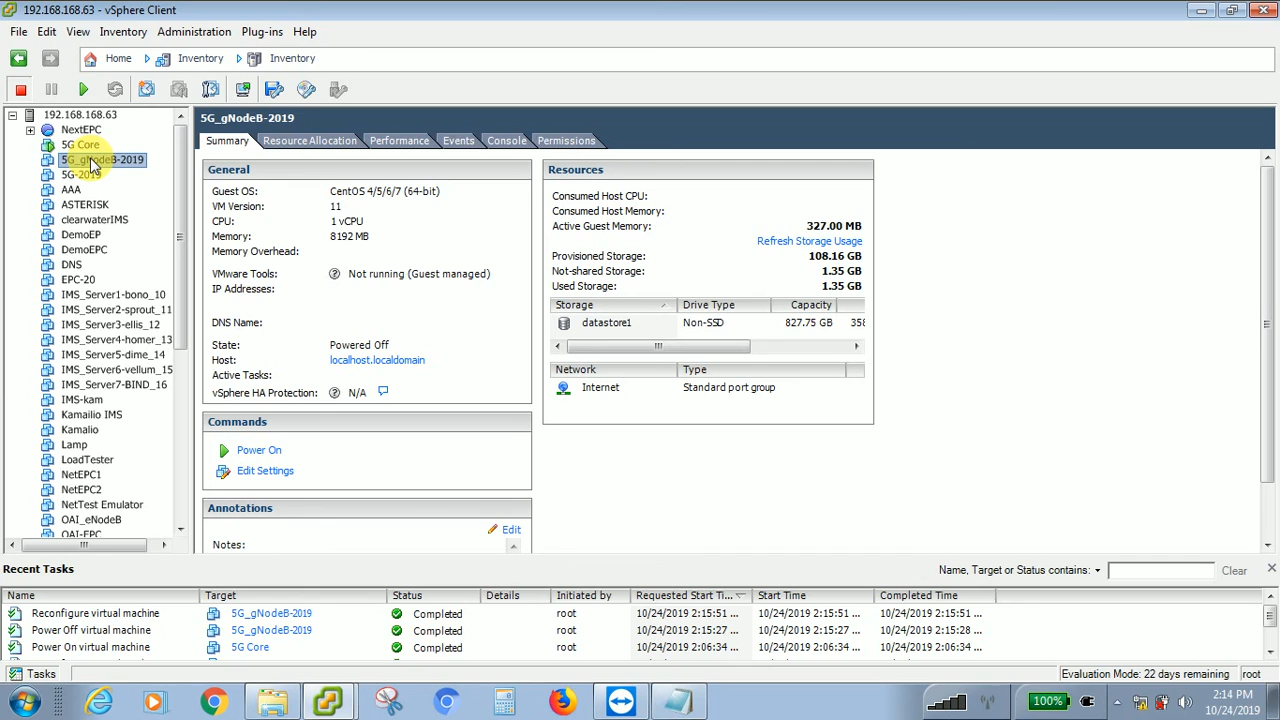 192.168.168.63 - vSphere Client
File Edit View Inventory Administration Plug-ins Help
Home Inventory Inventory
192.168.168.63
NextEPC
5G Core
5G_gNodeB-2019
5G-2019
AAA
ASTERISK
clearwaterIMS
DemoEP
DemoEPC
DNS
EPC-20
IMS_Server1-bono_10
IMS_Server2-sprout_11
IMS_Server3-ellis_12
IMS_Server4-homer_13
IMS_Server5-dime_14
IMS_Server6-vellum_15
IMS_Server7-BIND_16
IMS-kam
Kamailio IMS
Kamalio
Lamp
LoadTester
NetEPC1
NetEPC2
NetTest Emulator
OAI_eNodeB
OAI-EPC
5G_gNodeB-2019
Summary Resource Allocation Performance Events Console Permissions
General
Guest OS: CentOS 4/5/6/7 (64-bit)
VM Version: 11
CPU: 1 vCPU
Memory: 8192 MB
Memory Overhead:
VMware Tools: Not running (Guest managed)
IP Addresses:
DNS Name:
State: Powered Off
Host: localhost.localdomain
Active Tasks:
vSphere HA Protection: N/A
Commands
Power On
Edit Settings
Annotations
Edit
Notes:
Resources
Consumed Host CPU:
Consumed Host Memory:
Active Guest Memory: 327.00 MB
Refresh Storage Usage
Provisioned Storage: 108.16 GB
Not-shared Storage: 1.35 GB
Used Storage: 1.35 GB
Storage Drive Type Capacity
datastore1 Non-SSD 827.75 GB 358
Network Type
Internet Standard port group
Recent Tasks
Name, Target or Status contains: Clear
Name Target Status Details Initiated by Requested Start Ti... Start Time Completed Time
Reconfigure virtual machine 5G_gNodeB-2019 Completed root 10/24/2019 2:15:51 ... 10/24/2019 2:15:51 ... 10/24/2019 2:15:51 ...
Power Off virtual machine 5G_gNodeB-2019 Completed root 10/24/2019 2:15:27 ... 10/24/2019 2:15:27 ... 10/24/2019 2:15:28 ...
Power On virtual machine 5G Core Completed root 10/24/2019 2:06:34 ... 10/24/2019 2:06:34 ... 10/24/2019 2:06:34 ...
Tasks
Evaluation Mode: 22 days remaining root
100%
2:14 PM
10/24/2019